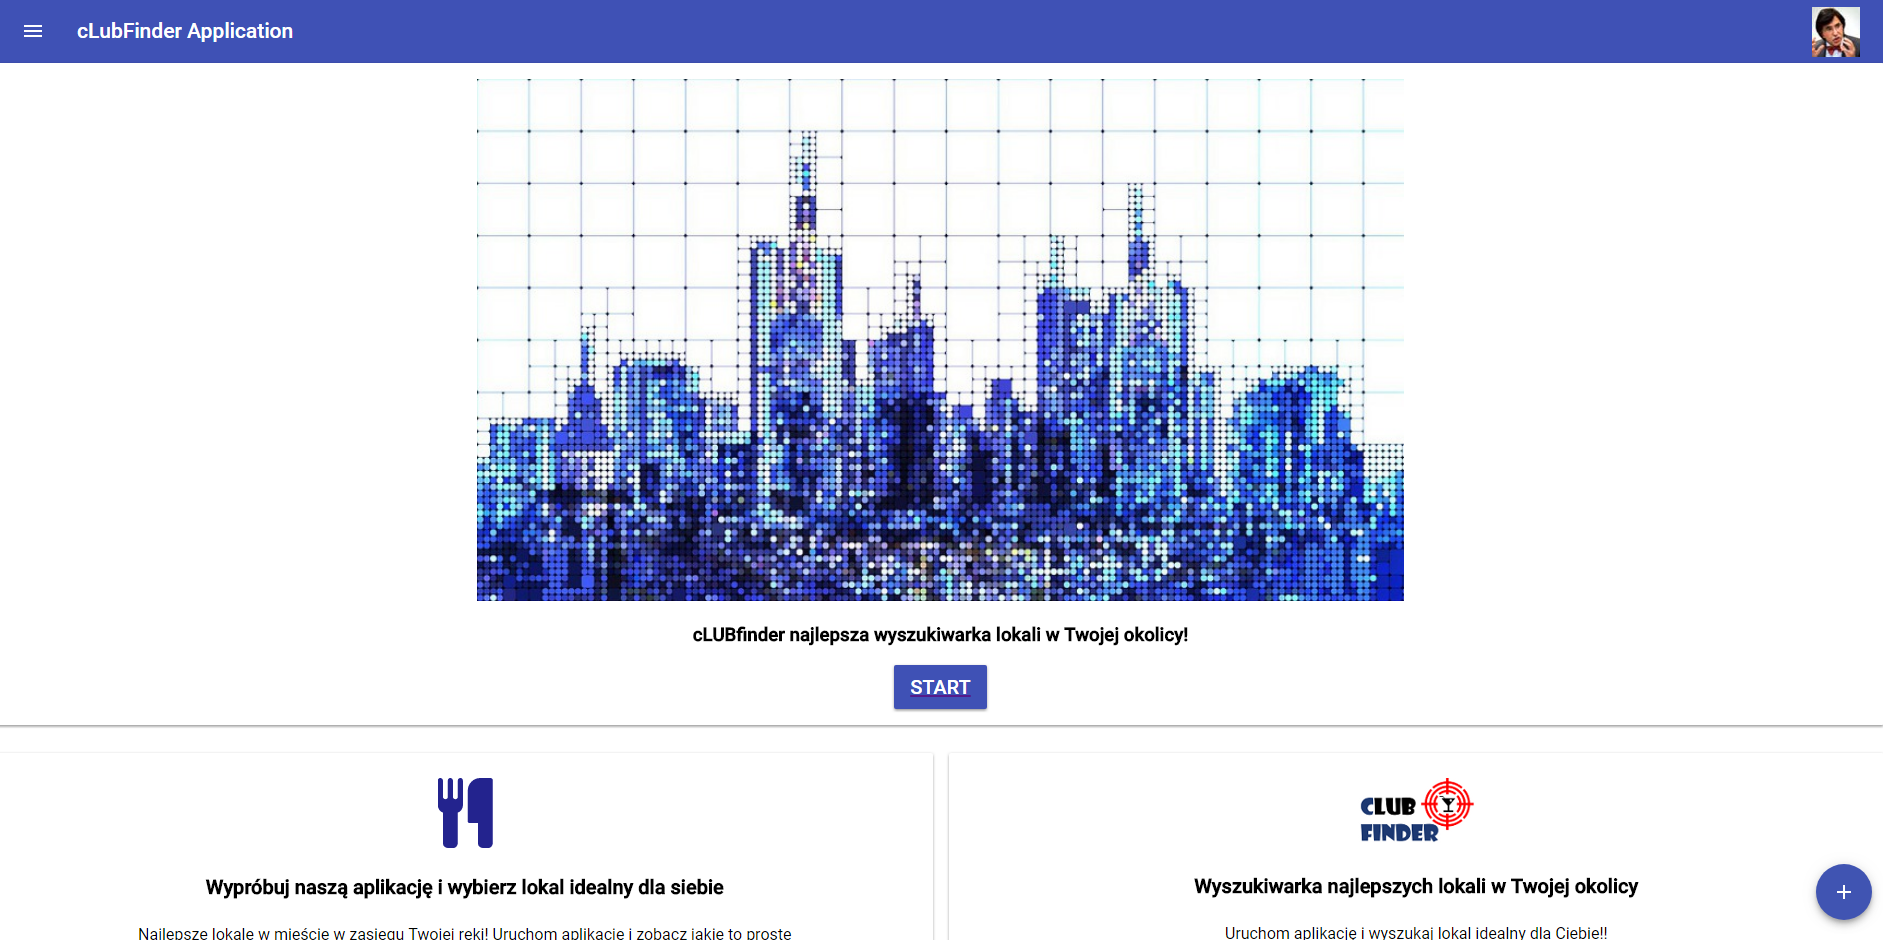 cLubFinder Application
cLUBfinder najlepsza wyszukiwarka lokali w Twojej okolicy!
START
CLUB
FINDER
Wypróbuj naszą aplikację i wybierz lokal idealny dla siebie
Wyszukiwarka najlepszych lokali w Twojej okolicy
Najlepsze lokale w mieście w zasięgu Twojej ręki! Uruchom aplikację i zobacz jakie to proste
Uruchom aplikację i wyszukaj lokal idealny dla Ciebie!!